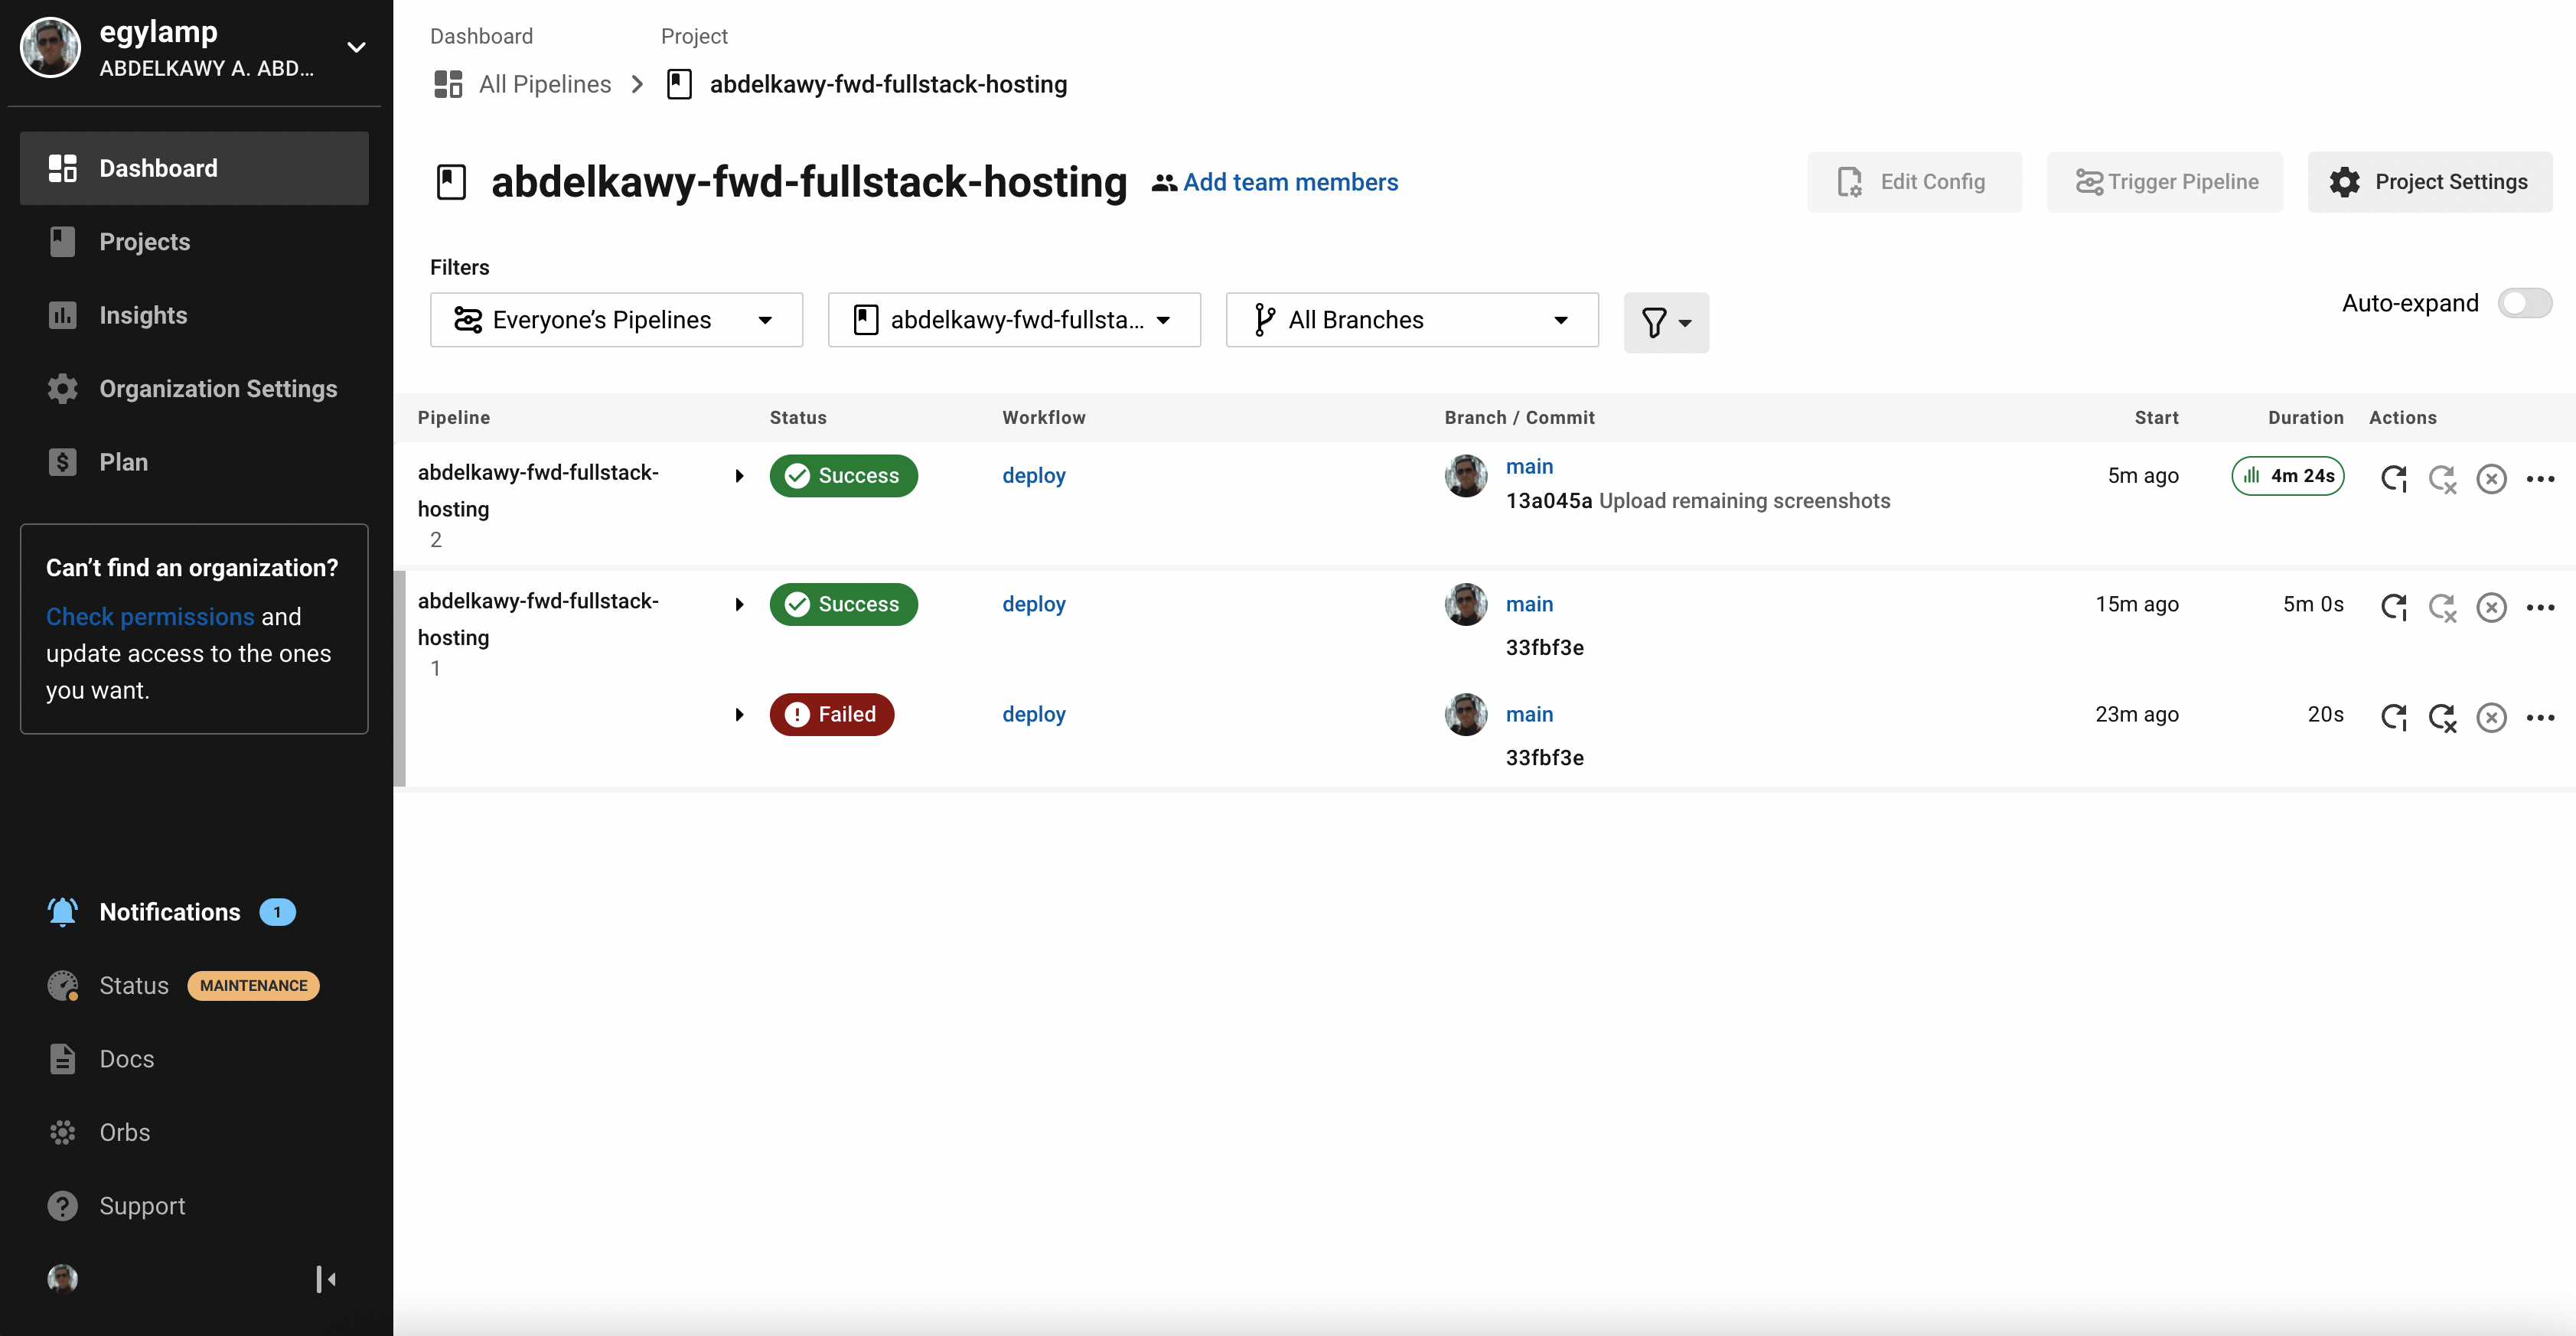 egylamp
ABDELKAWY A. ABD...
Dashboard
Projects
Insights
Organization Settings
Plan
Can't find an organization?
Check permissions and
update access to the ones
you want.
Notifications 1
Status MAINTENANCE
Docs
Orbs
Support
Dashboard Project
All Pipelines abdelkawy-fwd-fullstack-hosting
abdelkawy-fwd-fullstack-hosting Add team members Edit Config Trigger Pipeline Project Settings
Filters
Everyone’s Pipelines abdelkawy-fwd-fullsta... All Branches Auto-expand
Pipeline Status Workflow Branch / Commit Start Duration Actions
abdelkawy-fwd-fullstack-
hosting
2
Success deploy main 5m ago 4m 24s
13a045a Upload remaining screenshots
abdelkawy-fwd-fullstack-
hosting
1
Success deploy main 15m ago 5m 0s
33fbf3e
Failed deploy main 23m ago 20s
33fbf3e